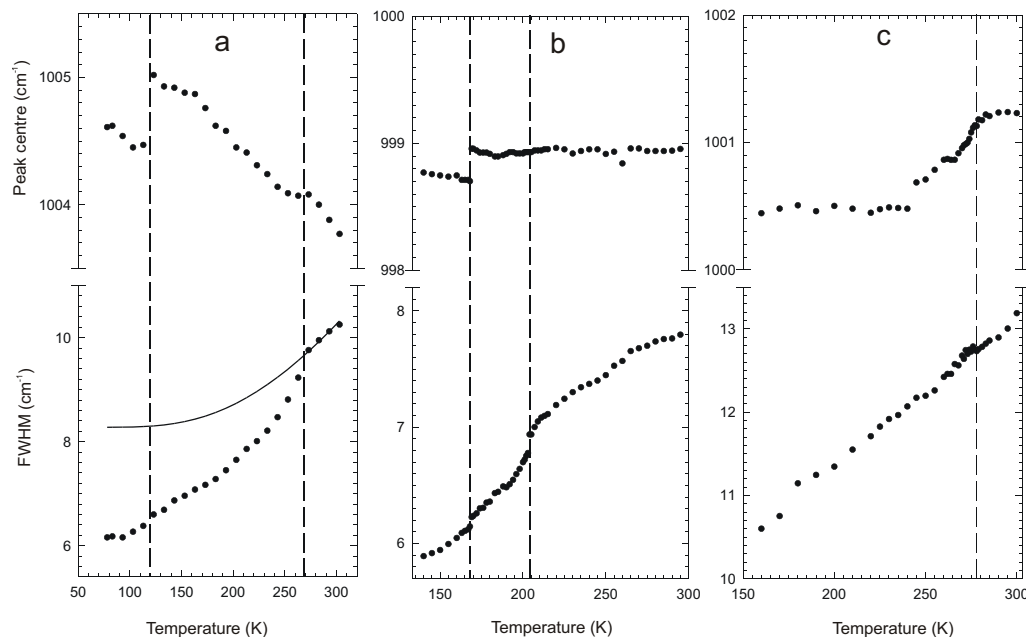 a
b
c
Peak centre (cm⁻¹)
1005
1004
1000
999
998
1002
1001
1000
FWHM (cm⁻¹)
10
8
6
8
7
6
13
12
11
10
50 100 150 200 250 300
150 200 250 300
150 200 250 300
Temperature (K)
Temperature (K)
Temperature (K)